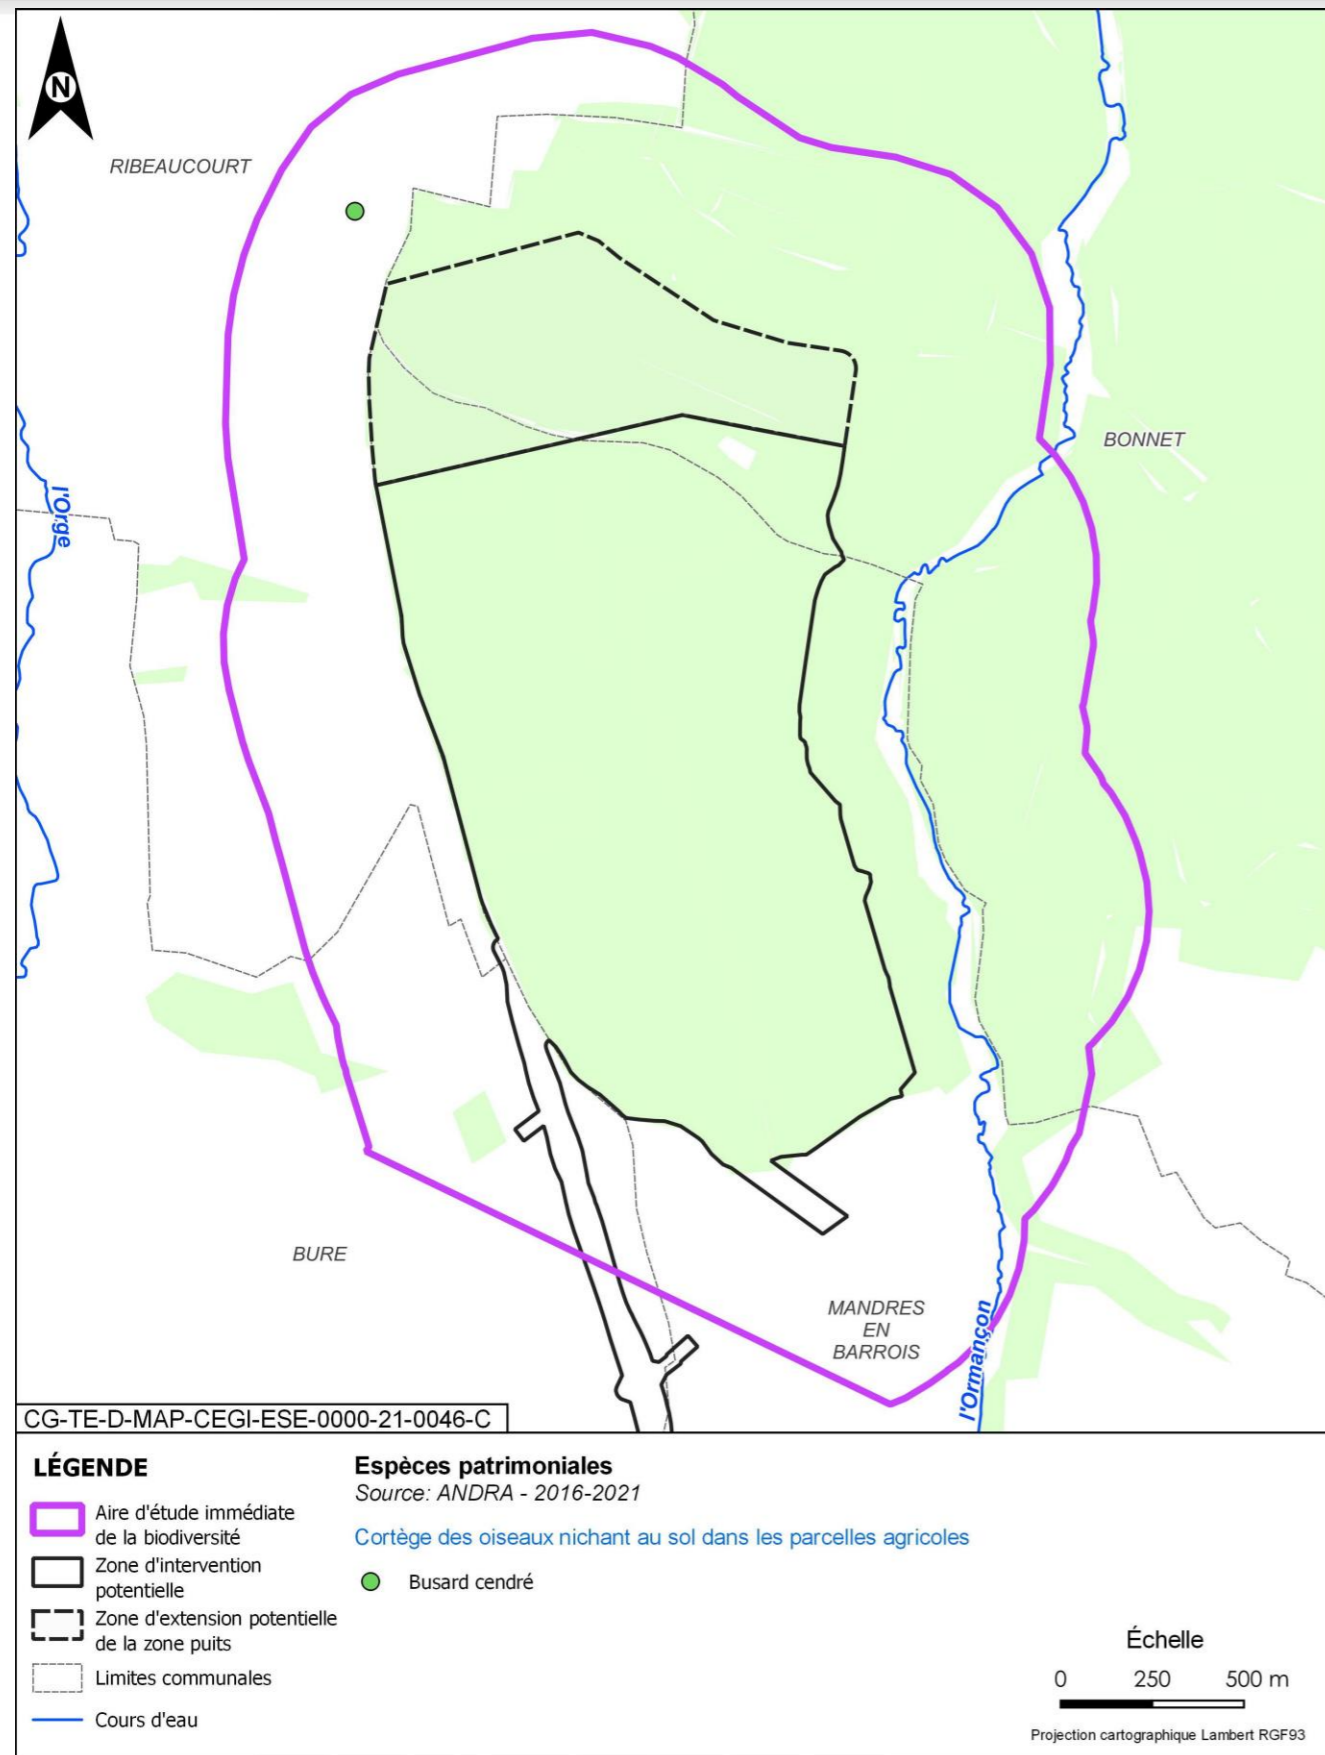 N
RIBEAUCOURT
BONNET
l'Orge
BURE
MANDRES
EN
BARROIS
l'Ormançon
CG-TE-D-MAP-CEGI-ESE-0000-21-0046-C
LÉGENDE
Aire d'étude immédiate
de la biodiversité
Zone d'intervention
potentielle
Zone d'extension potentielle
de la zone puits
Limites communales
Cours d'eau
Espèces patrimoniales
Source: ANDRA - 2016-2021
Cortège des oiseaux nichant au sol dans les parcelles agricoles
Busard cendré
Échelle
0 250 500 m
Projection cartographique Lambert RGF93